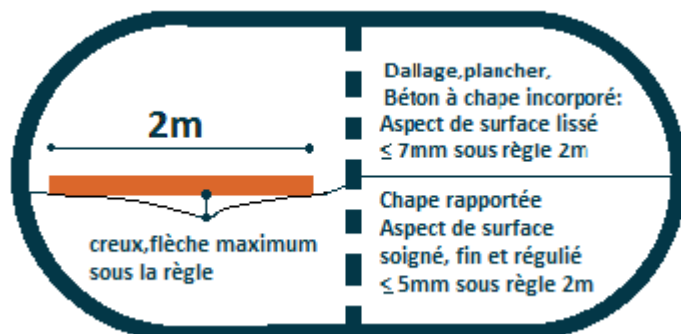 2m
creux,flèche maximum
sous la règle
Dallage,plancher,
Béton à chape incorporé:
Aspect de surface lissé
≤ 7mm sous règle 2m
Chape rapportée
Aspect de surface
soigné, fin et régulié
≤ 5mm sous règle 2m